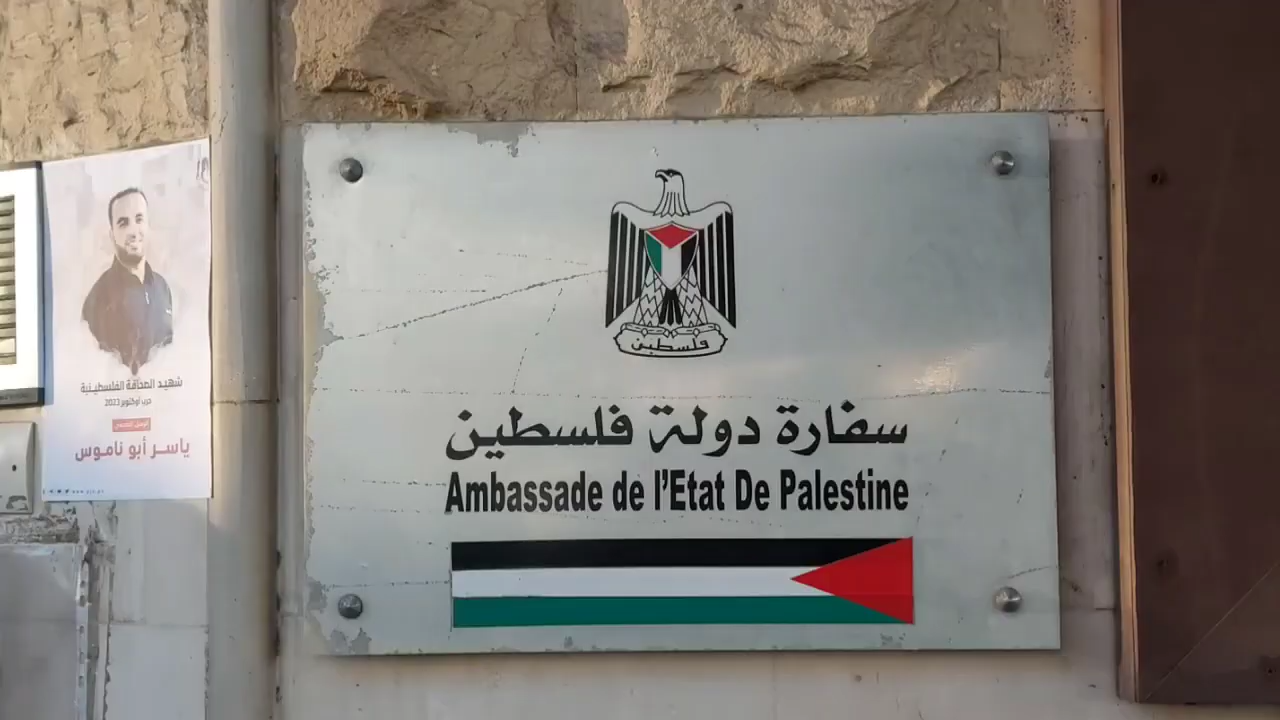 فلسطين
سفارة دولة فلسطين
Ambassade de l'Etat De Palestine
شهيد الصحافة الفلسطينية
حرب أكتوبر 2023
ياسر أبو ناموس